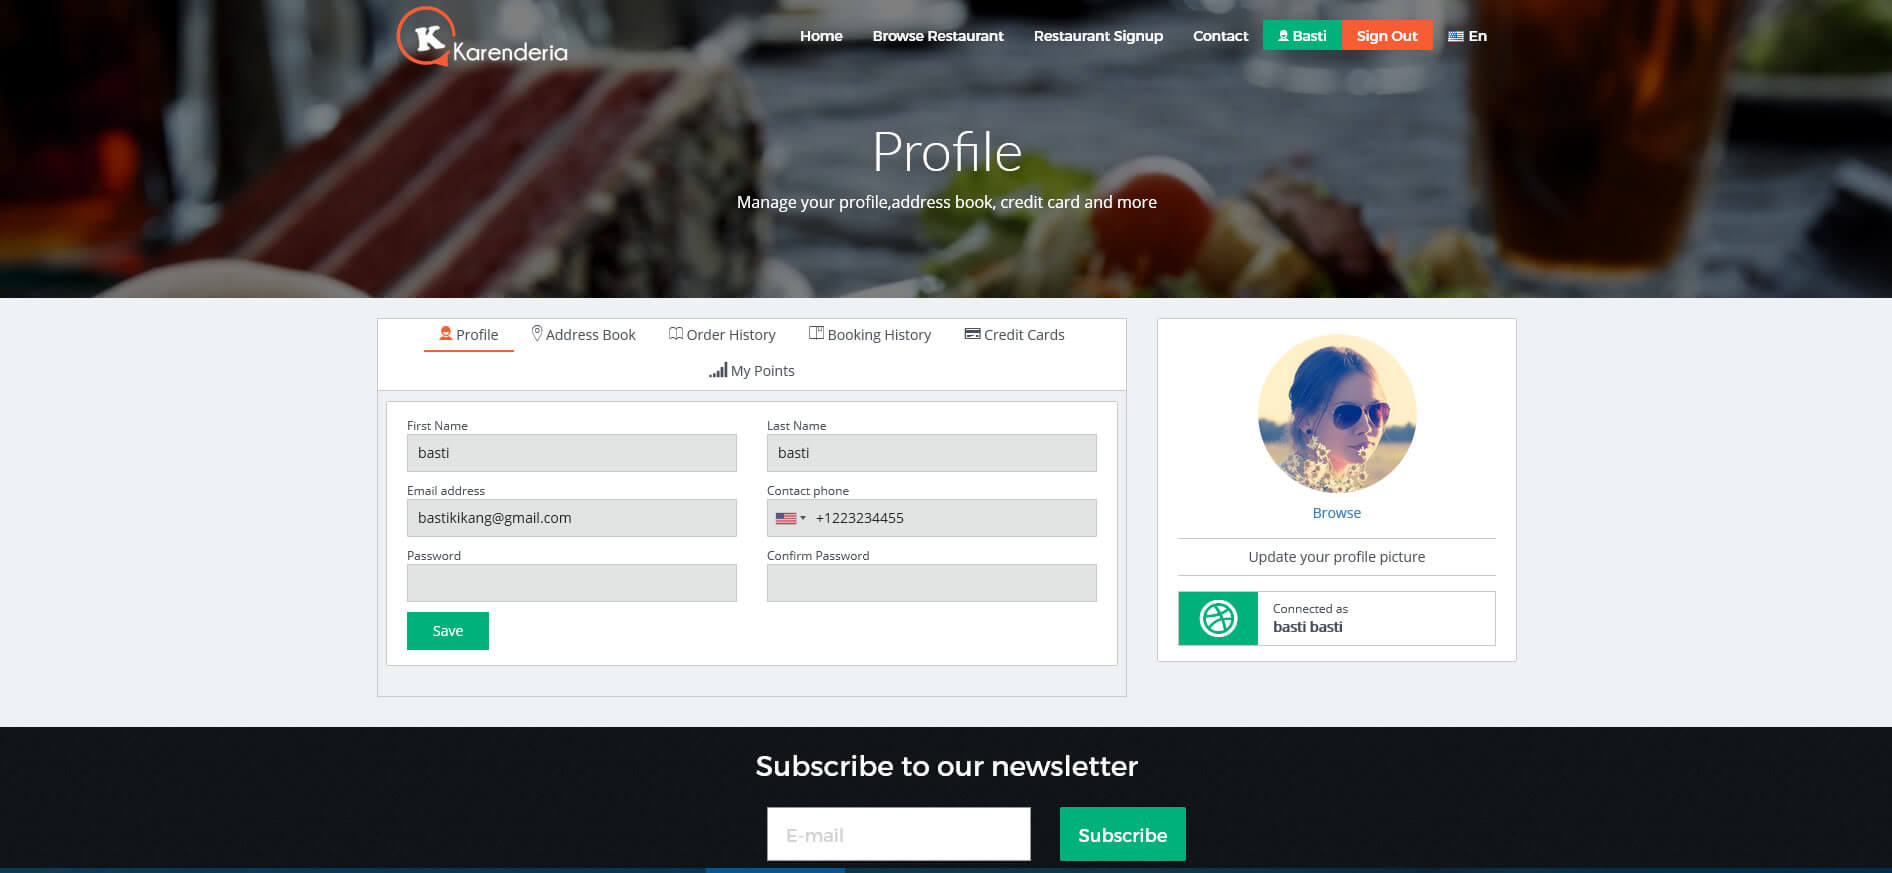 Karenderia
Home Browse Restaurant Restaurant Signup Contact Basti Sign Out En
Profile
Manage your profile,address book, credit card and more
Profile Address Book Order History Booking History Credit Cards
My Points
First Name
basti
Last Name
basti
Email address
bastikikang@gmail.com
Contact phone
+1223234455
Password
Confirm Password
Save
Browse
Update your profile picture
Connected as
basti basti
Subscribe to our newsletter
E-mail
Subscribe